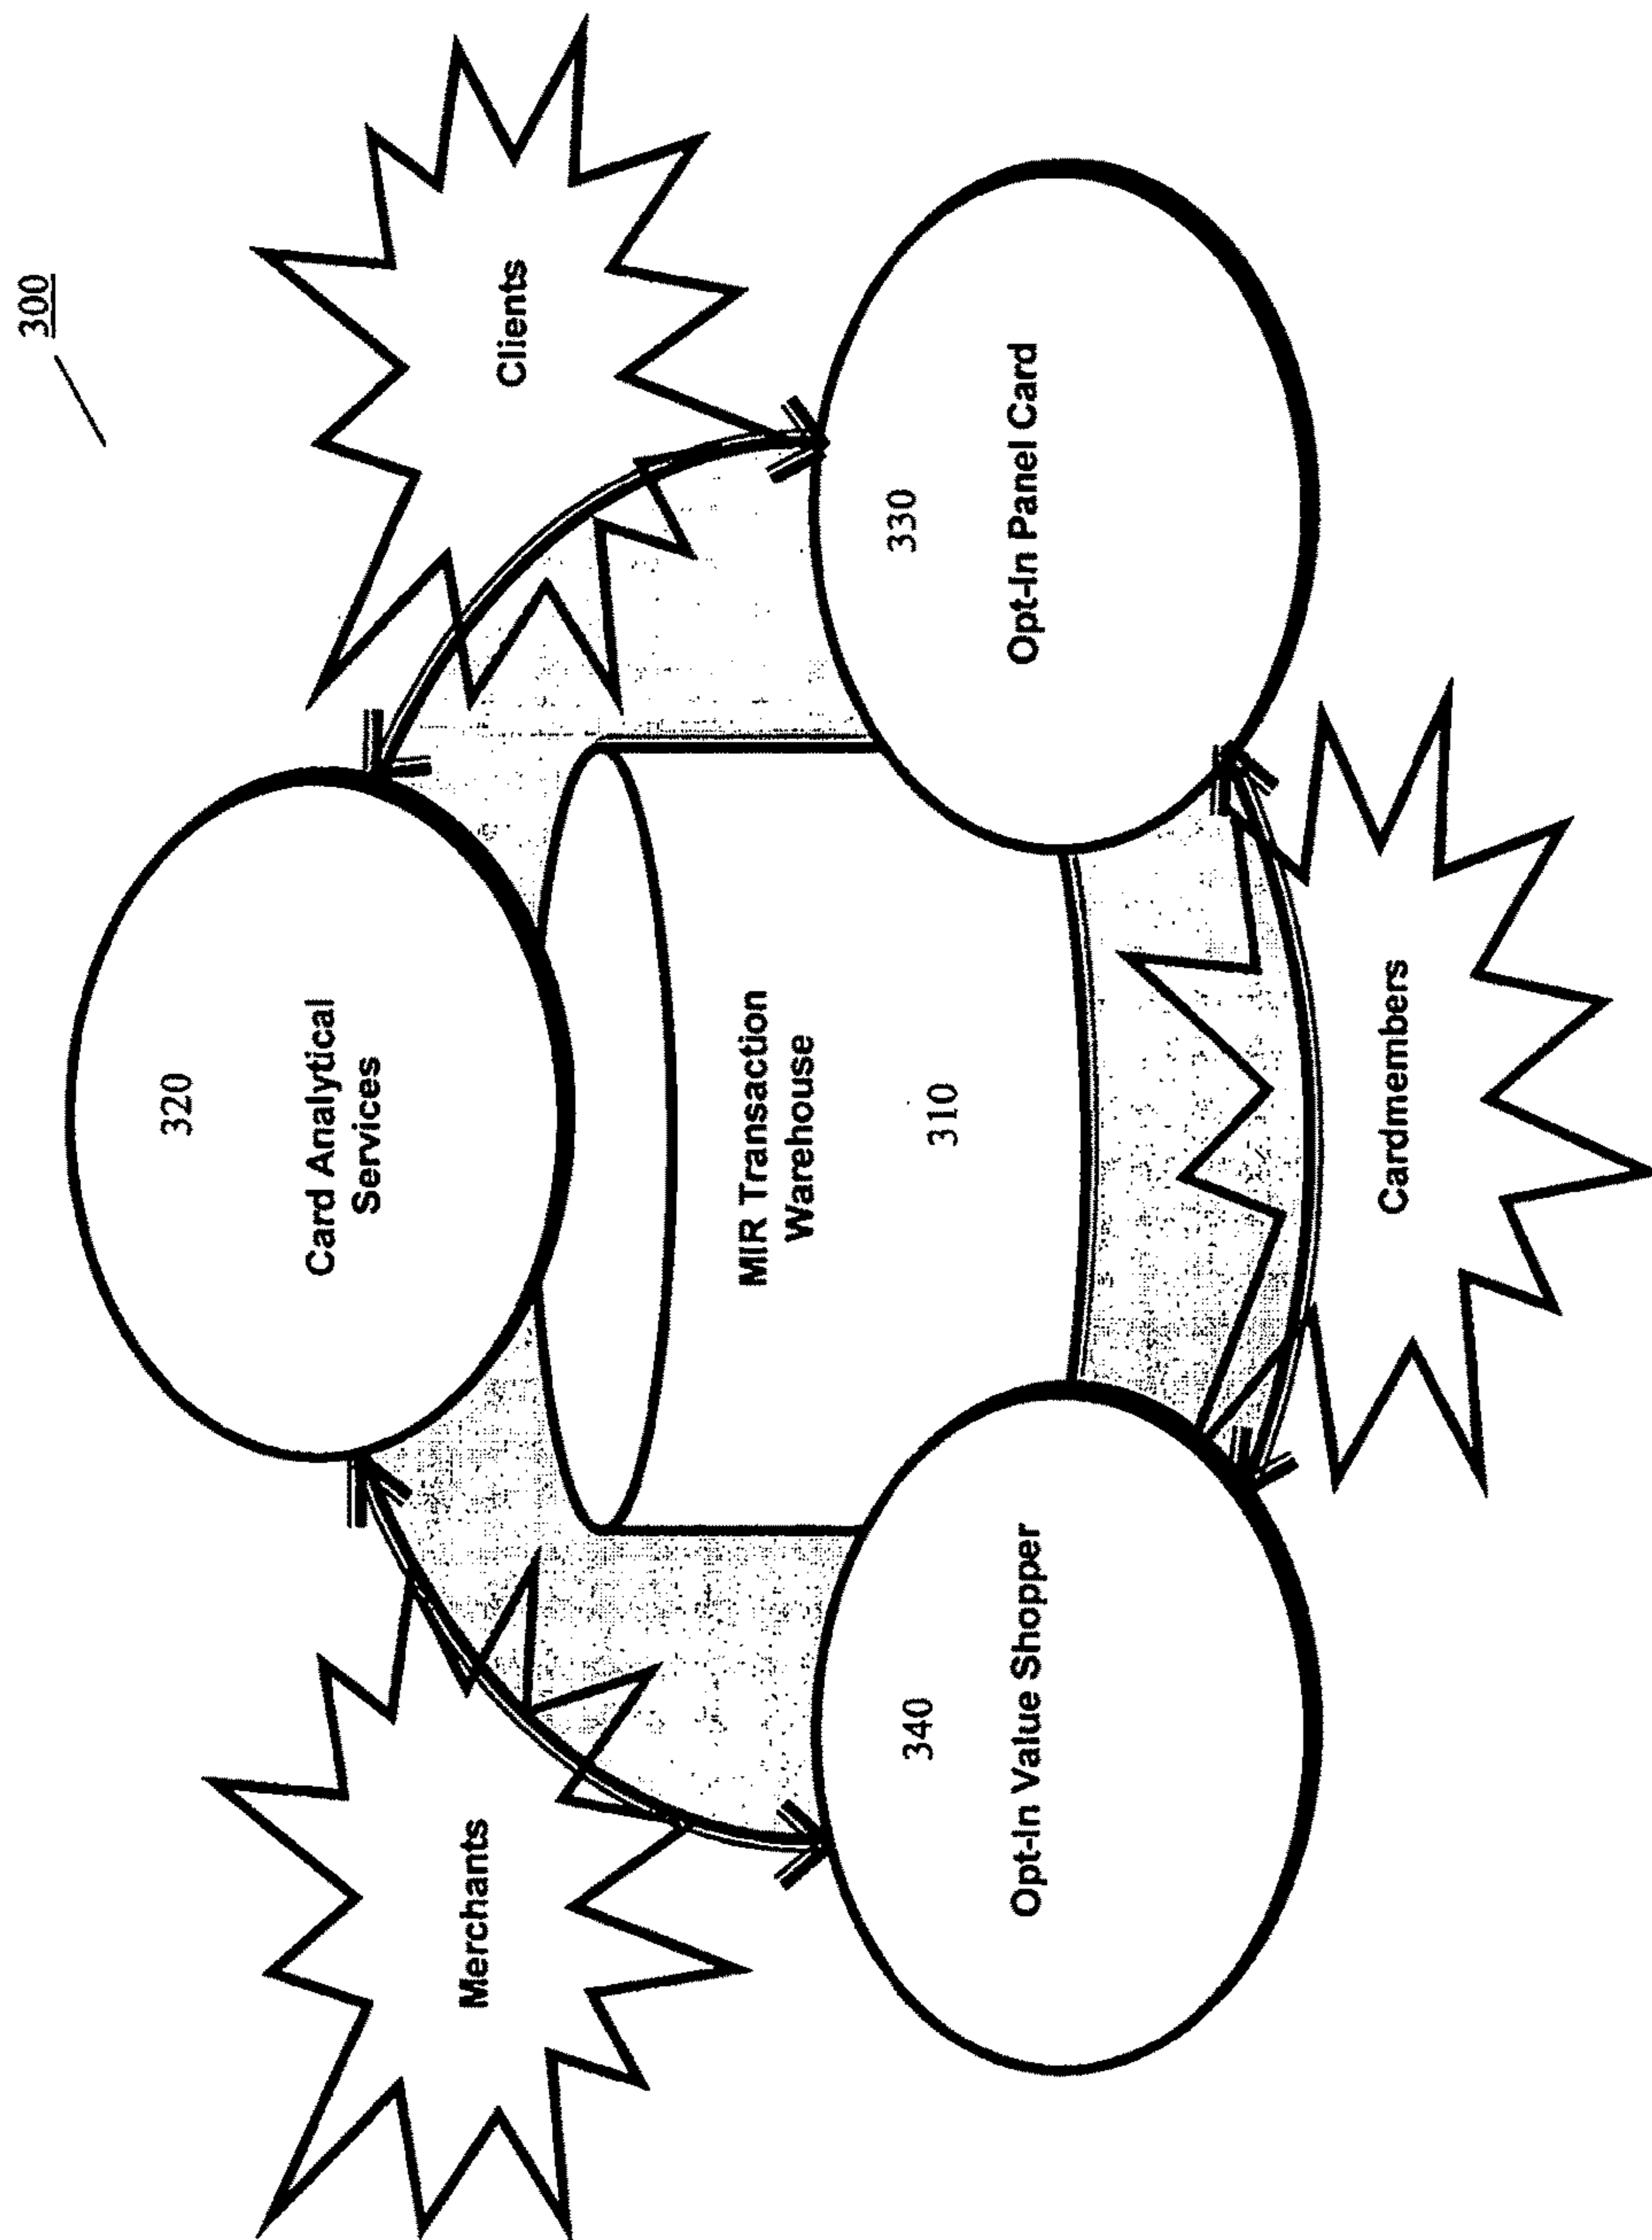 300
320
Card Analytical
Services
Merchants
Clients
MIR Transaction
Warehouse
310
340
Opt-In Value Shopper
330
Opt-In Panel Card
Cardmembers